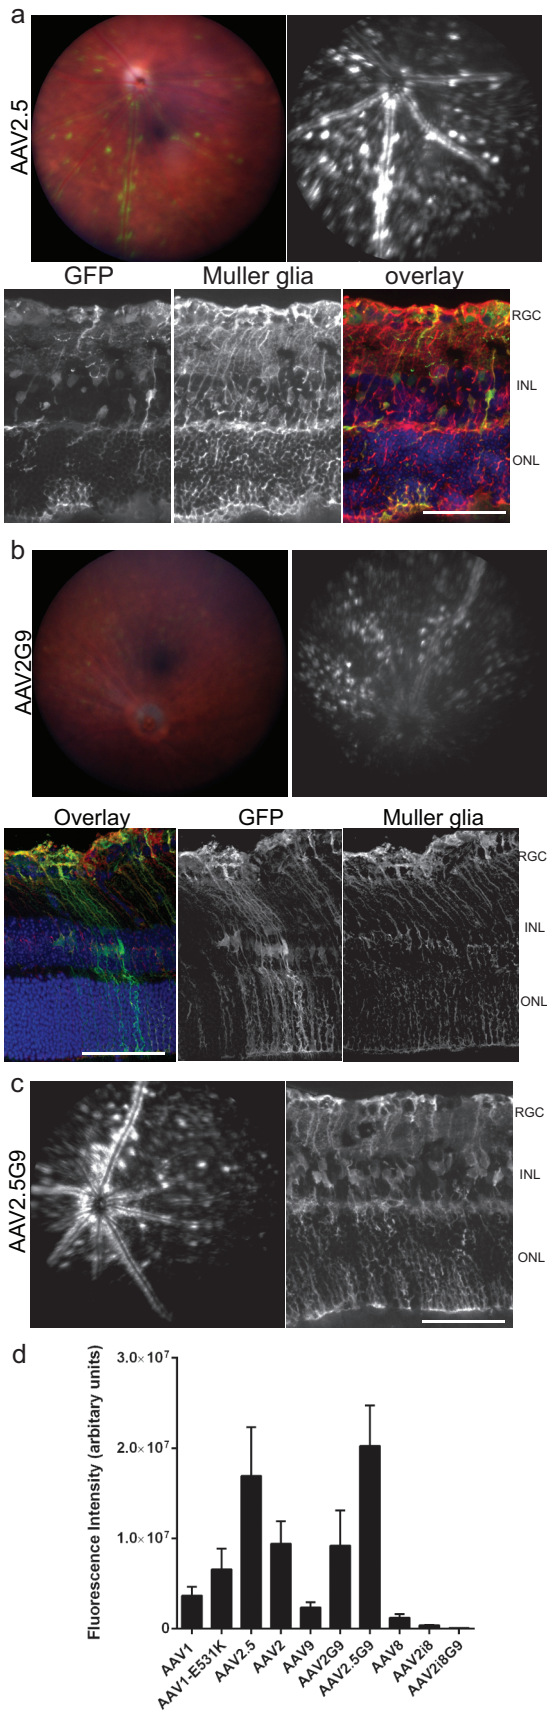 a
AAV2.5
GFP Muller glia overlay
RGC
INL
ONL
b
AAV2G9
Overlay GFP Muller glia
RGC
INL
ONL
c
AAV2.5G9
RGC
INL
ONL
d
Fluorescence Intensity (arbitary units)
3.0×10⁷
2.0×10⁷
1.0×10⁷
0
AAV1
AAV1-E531K
AAV2.5
AAV2
AAV9
AAV2G9
AAV2.5G9
AAV8
AAV2i8
AAV2i8G9